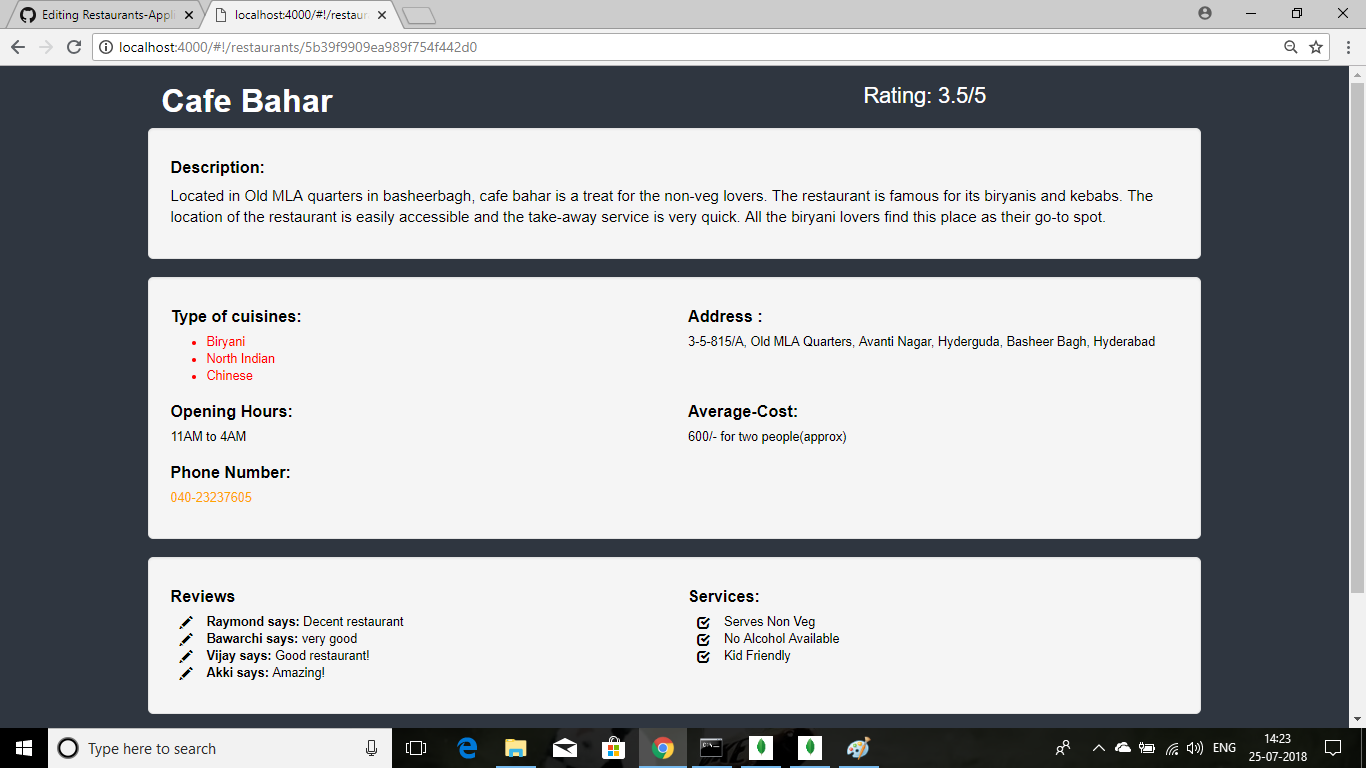 Editing Restaurants-Appli
localhost:4000/#!/restaur
localhost:4000/#!/restaurants/5b39f9909ea989f754f442d0
Cafe Bahar
Rating: 3.5/5
Description:
Located in Old MLA quarters in basheerbagh, cafe bahar is a treat for the non-veg lovers. The restaurant is famous for its biryanis and kebabs. The
location of the restaurant is easily accessible and the take-away service is very quick. All the biryani lovers find this place as their go-to spot.
Type of cuisines:
Biryani
North Indian
Chinese
Address :
3-5-815/A, Old MLA Quarters, Avanti Nagar, Hyderguda, Basheer Bagh, Hyderabad
Opening Hours:
11AM to 4AM
Average-Cost:
600/- for two people(approx)
Phone Number:
040-23237605
Reviews
Raymond says: Decent restaurant
Bawarchi says: very good
Vijay says: Good restaurant!
Akki says: Amazing!
Services:
Serves Non Veg
No Alcohol Available
Kid Friendly
Type here to search
ENG
14:23
25-07-2018